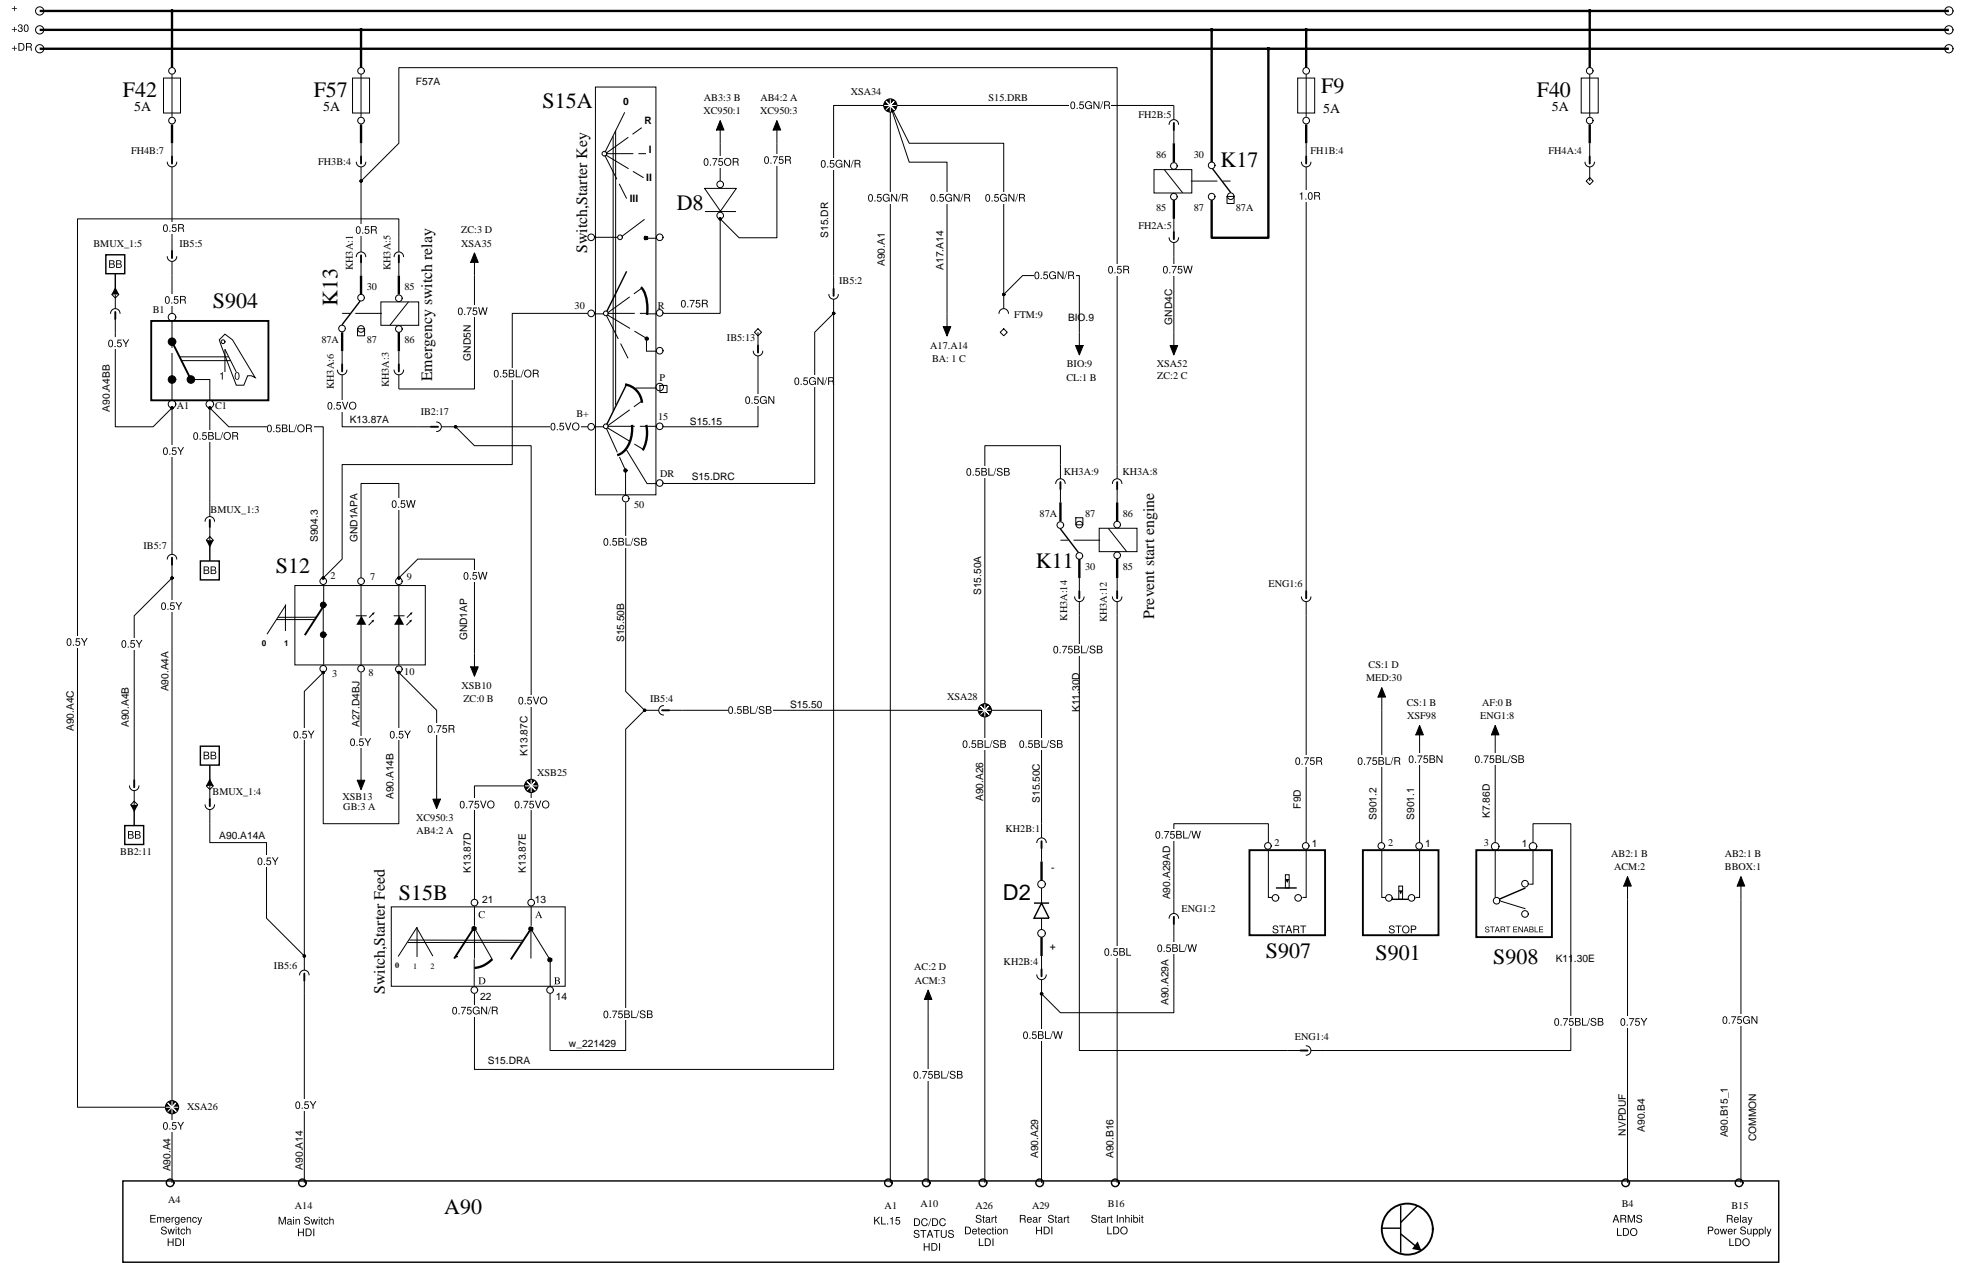 +
+30
+DR
F42
5A
F57
5A
F57A
S15A
Switch,Starter Key
0
R
I
II
III
AB3:3 B
XC950:1
AB4:2 A
XC950:3
0.75OR
0.75R
D8
XSA34
S15.DRB
0.5GN/R
FH2B:5
86
30
K17
85
87
87A
FH2A:5
0.75W
GND4C
XSA52
ZC:2 C
F9
5A
FH1B:4
1.0R
F40
5A
FH4A:4
FH4B:7
FH3B:4
0.5R
IB5:5
BMUX_1:5
BB
0.5Y
A90.A4BB
0.5R
B1
S904
1
0
A1
C1
0.5BL/OR
0.5BL/OR
0.5Y
0.5R
KH3A:1
KH3A:5
K13
Emergency switch relay
30
85
87A
87
86
KH3A:6
KH3A:3
0.5VO
K13.87A
ZC:3 D
XSA35
0.75W
GND5N
IB2:17
0.5BL/OR
0.5VO
30
R
0.75R
P
B+
15
S15.15
DR
S15.DRC
50
IB5:13
0.5GN
0.5GN/R
S15.DR
IB5:2
0.5GN/R
0.5GN/R
A90.A1
0.5GN/R
A17.A14
A17.A14
BA: 1 C
0.5GN/R
0.5GN/R
FTM:9
BIO.9
BIO:9
CL:1 B
0.5R
0.5BL/SB
KH3A:9
KH3A:8
87A
87
86
K11
30
85
Prevent start engine
KH3A:14
KH3A:12
0.75BL/SB
K11.30D
S15.50A
BMUX_1:3
BB
S904.3
GND1APA
0.5W
IB5:7
S12
2
7
9
0.5W
GND1AP
0
1
3
8
10
XSB10
ZC:0 B
0.5Y
0.5Y
A90.A4B
A90.A4A
0.5Y
A90.A4C
BB
BB2:11
BB
BMUX_1:4
A90.A14A
0.5Y
0.5Y
A27.D4BJ
0.5Y
XSB13
GB:3 A
0.5Y
A90.A14B
0.75R
XC950:3
AB4:2 A
0.5VO
K13.87C
XSB25
0.75VO
0.75VO
K13.87D
K13.87E
S15B
Switch,Starter Feed
21
13
C
A
0
1
2
D
B
22
14
0.75GN/R
w_221429
S15.DRA
0.75BL/SB
0.5BL/SB
S15.50B
IB5:4
0.5BL/SB
S15.50
XSA28
0.5BL/SB
0.5BL/SB
A90.A26
S15.50C
KH2B:1
-
D2
+
KH2B:4
0.5BL/W
A90.A29
AC:2 D
ACM:3
0.75BL/SB
0.5BL
A90.B16
0.75BL/W
A90.A29AD
ENG1:2
0.5BL/W
A90.A29A
ENG1:6
0.75R
F9D
2
1
START
S907
CS:1 D
MED:30
0.75BL/R
S901.2
CS:1 B
XSF98
0.75BN
S901.1
2
1
STOP
S901
AF:0 B
ENG1:8
0.75BL/SB
K7.86D
3
1
START ENABLE
S908
K11.30E
0.75BL/SB
ENG1:4
AB2:1 B
ACM:2
0.75Y
NVPDUF
A90.B4
AB2:1 B
BBOX:1
0.75GN
A90.B15_1
COMMON
IB5:6
XSA26
0.5Y
A90.A4
0.5Y
A90.A14
A90
A4
Emergency
Switch
HDI
A14
Main Switch
HDI
A1
KL.15
A10
DC/DC
STATUS
HDI
A26
Start
Detection
LDI
A29
Rear Start
HDI
B16
Start Inhibit
LDO
B4
ARMS
LDO
B15
Relay
Power Supply
LDO